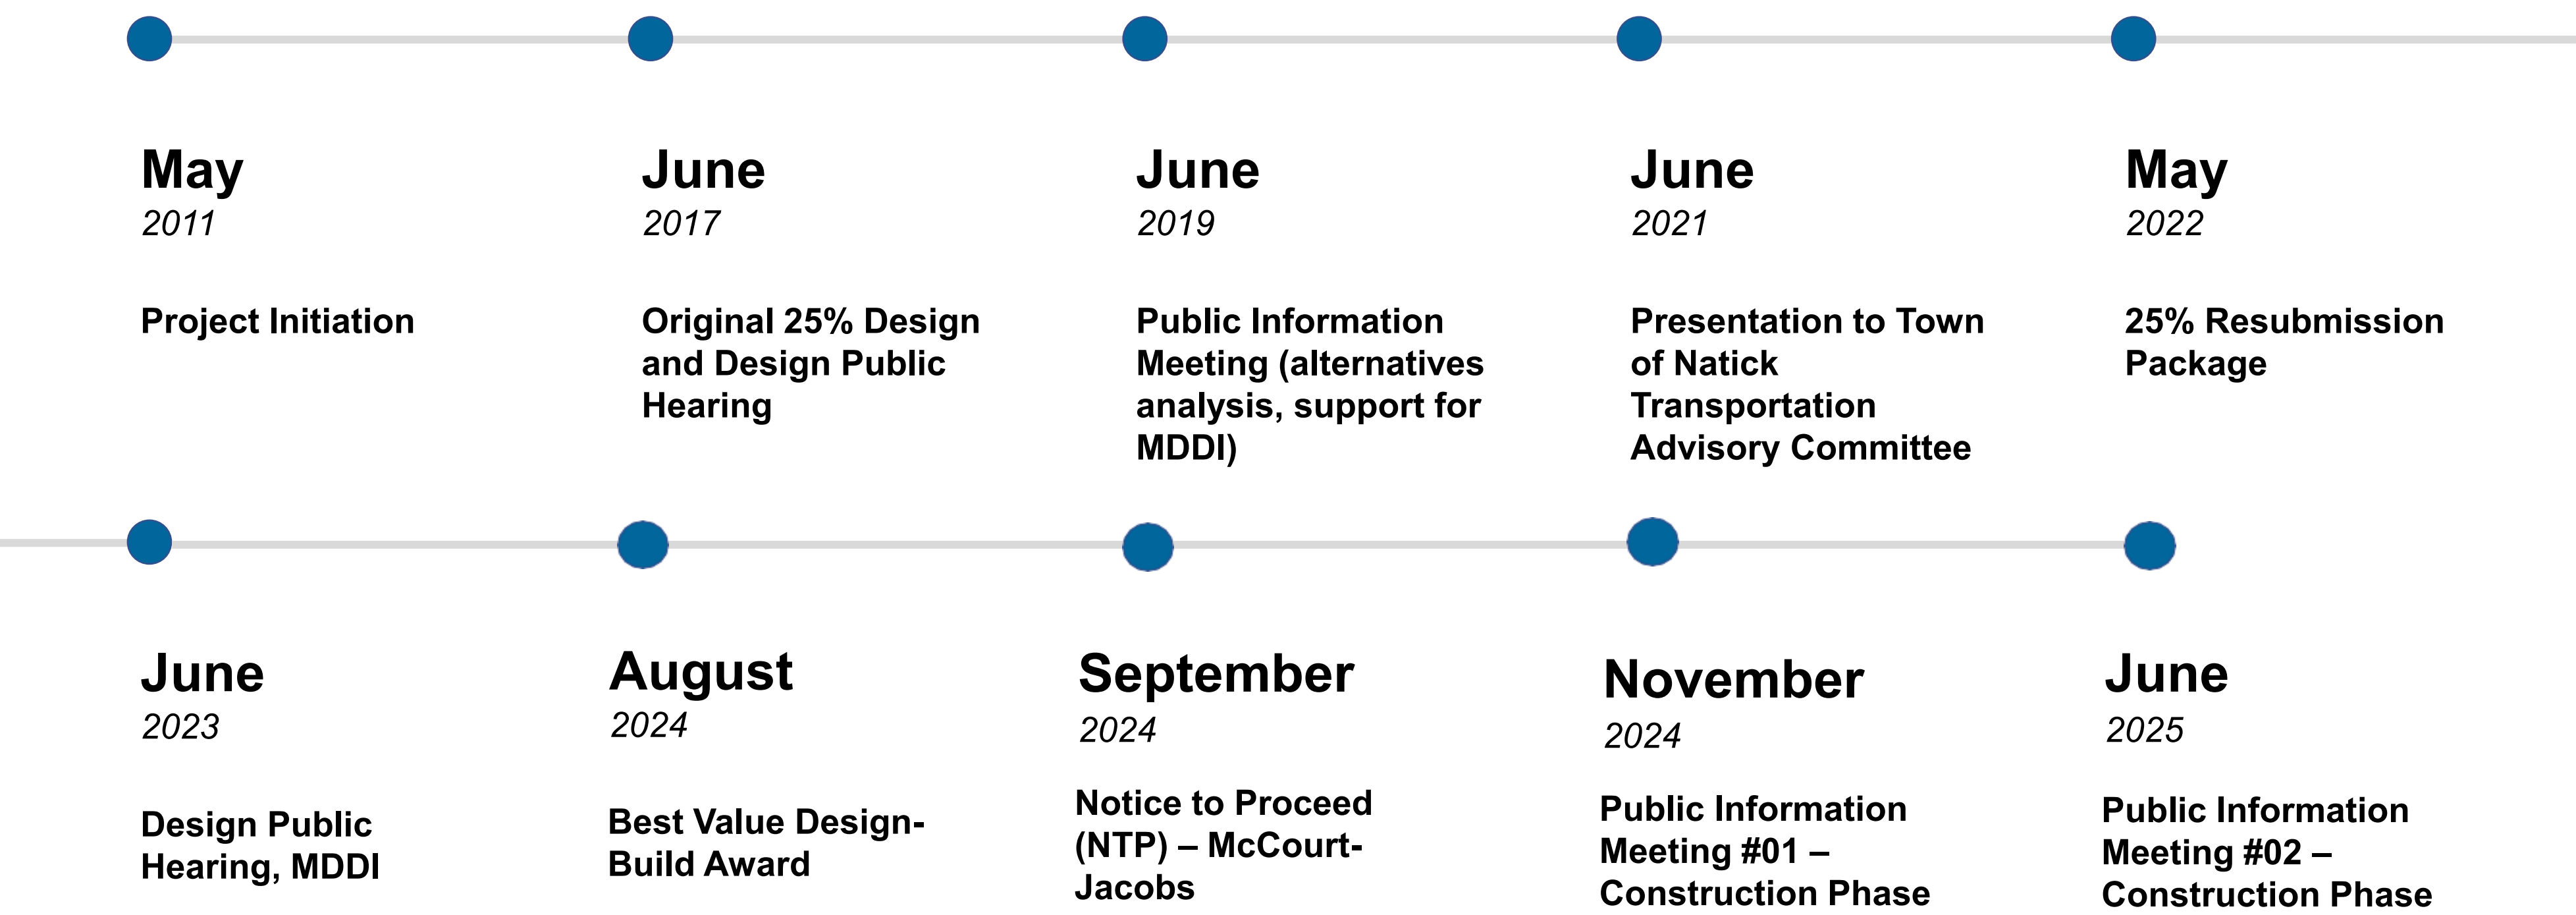 May
2011
Project Initiation
June
2017
Original 25% Design
and Design Public
Hearing
June
2019
Public Information
Meeting (alternatives
analysis, support for
MDDI)
June
2021
Presentation to Town
of Natick
Transportation
Advisory Committee
May
2022
25% Resubmission
Package
June
2023
Design Public
Hearing, MDDI
August
2024
Best Value Design-
Build Award
September
2024
Notice to Proceed
(NTP) – McCourt-
Jacobs
November
2024
Public Information
Meeting #01 –
Construction Phase
June
2025
Public Information
Meeting #02 –
Construction Phase